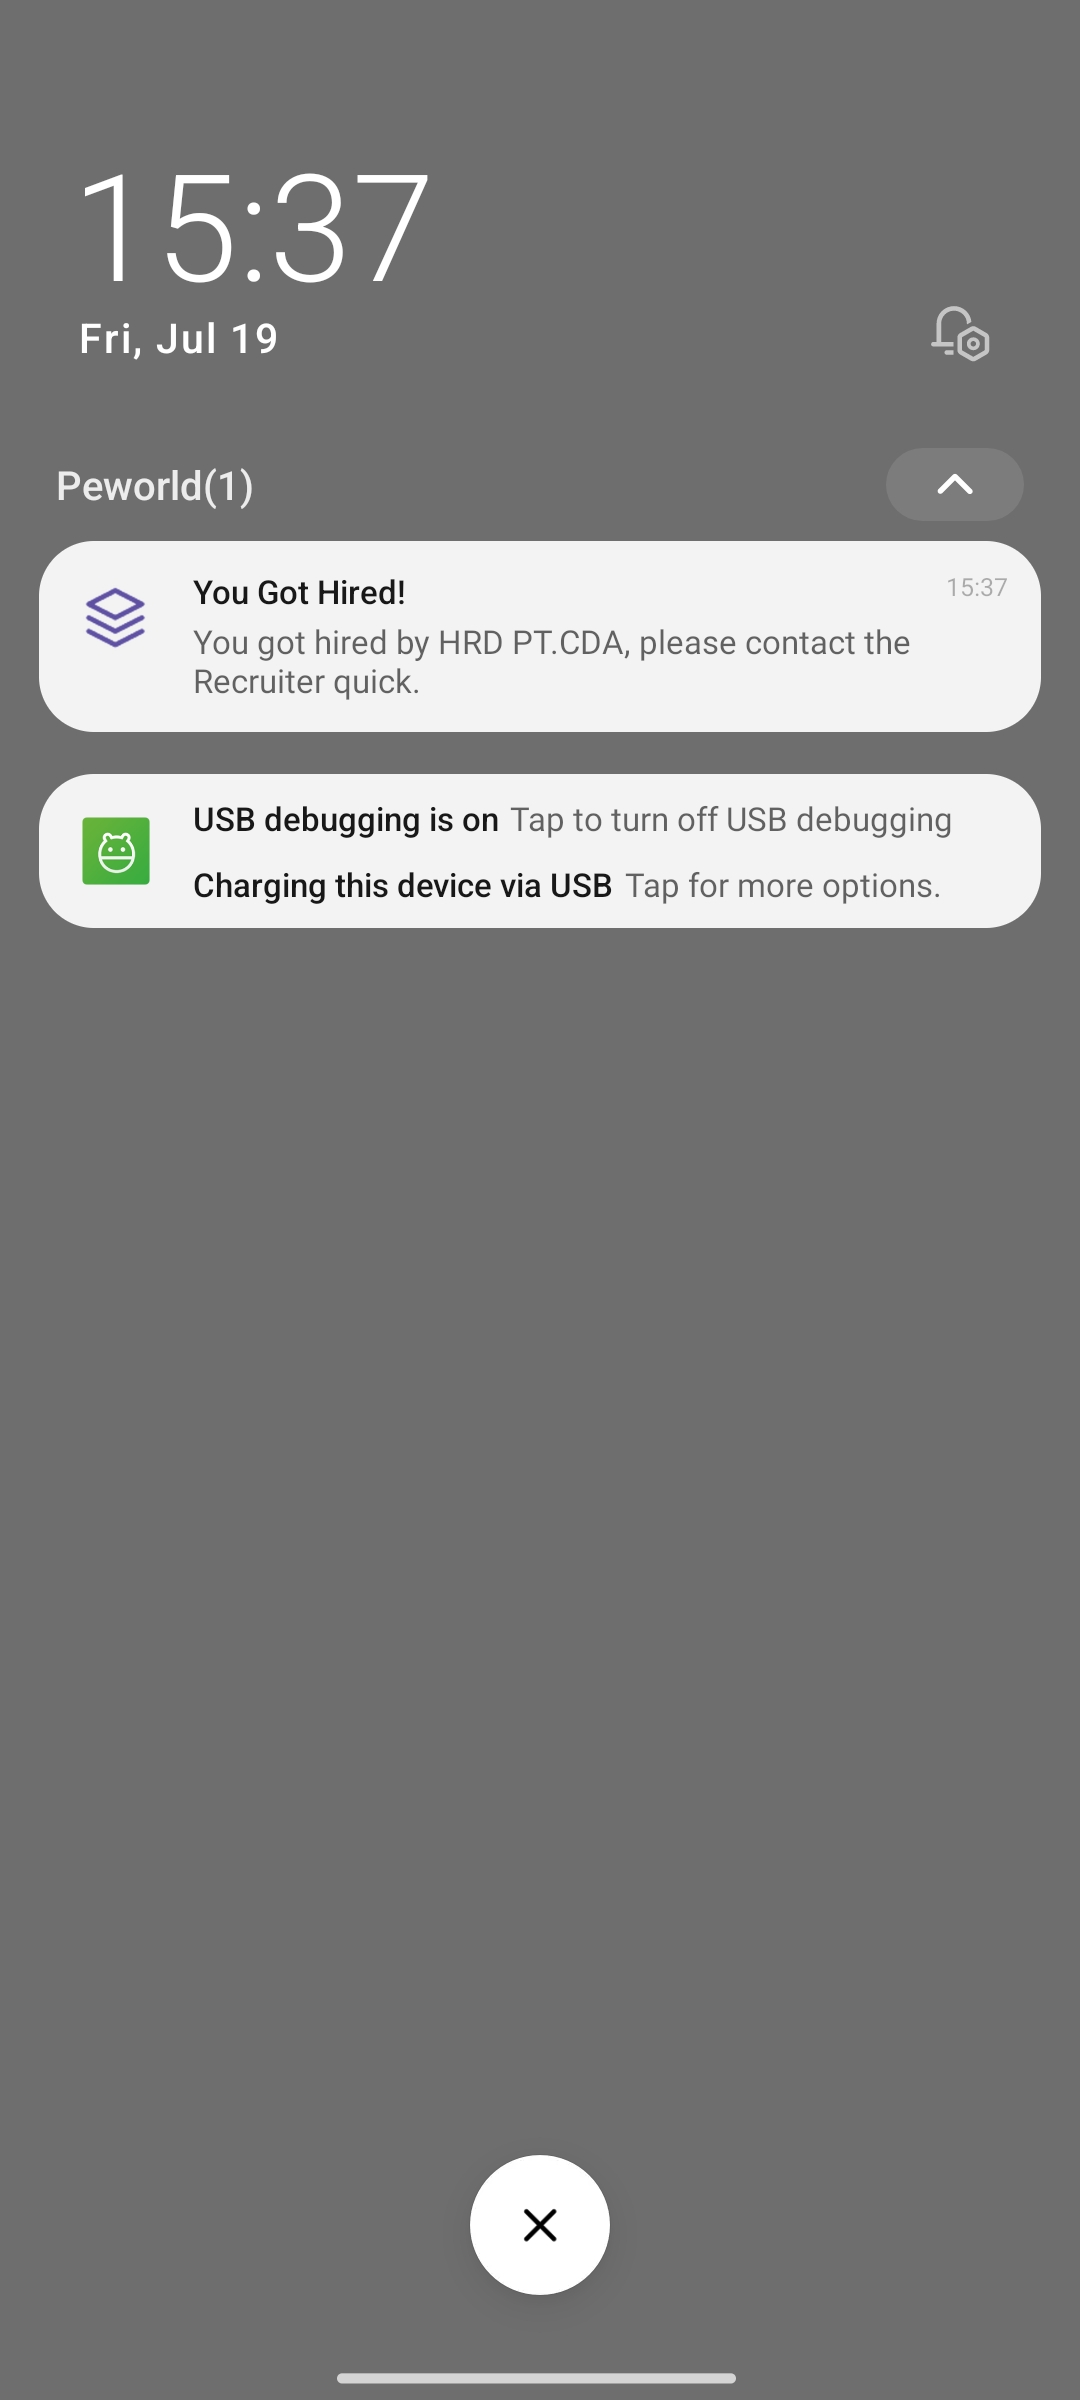 15:37
Fri, Jul 19
Peworld(1)
You Got Hired! 15:37
You got hired by HRD PT.CDA, please contact the
Recruiter quick.
USB debugging is on Tap to turn off USB debugging
Charging this device via USB Tap for more options.